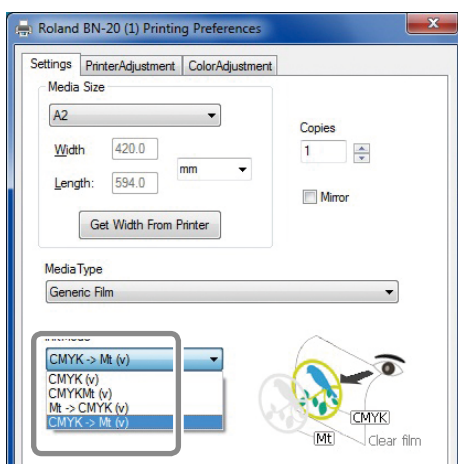 Roland BN-20 (1) Printing Preferences
Settings PrinterAdjustment ColorAdjustment
Media Size
A2
Width 420.0
mm
Length: 594.0
Get Width From Printer
Copies
1
Mirror
MediaType
Generic Film
CMYK -> Mt (v)
CMYK (v)
CMYKMt (v)
Mt -> CMYK (v)
CMYK -> Mt (v)
CMYK
Mt
Clear film